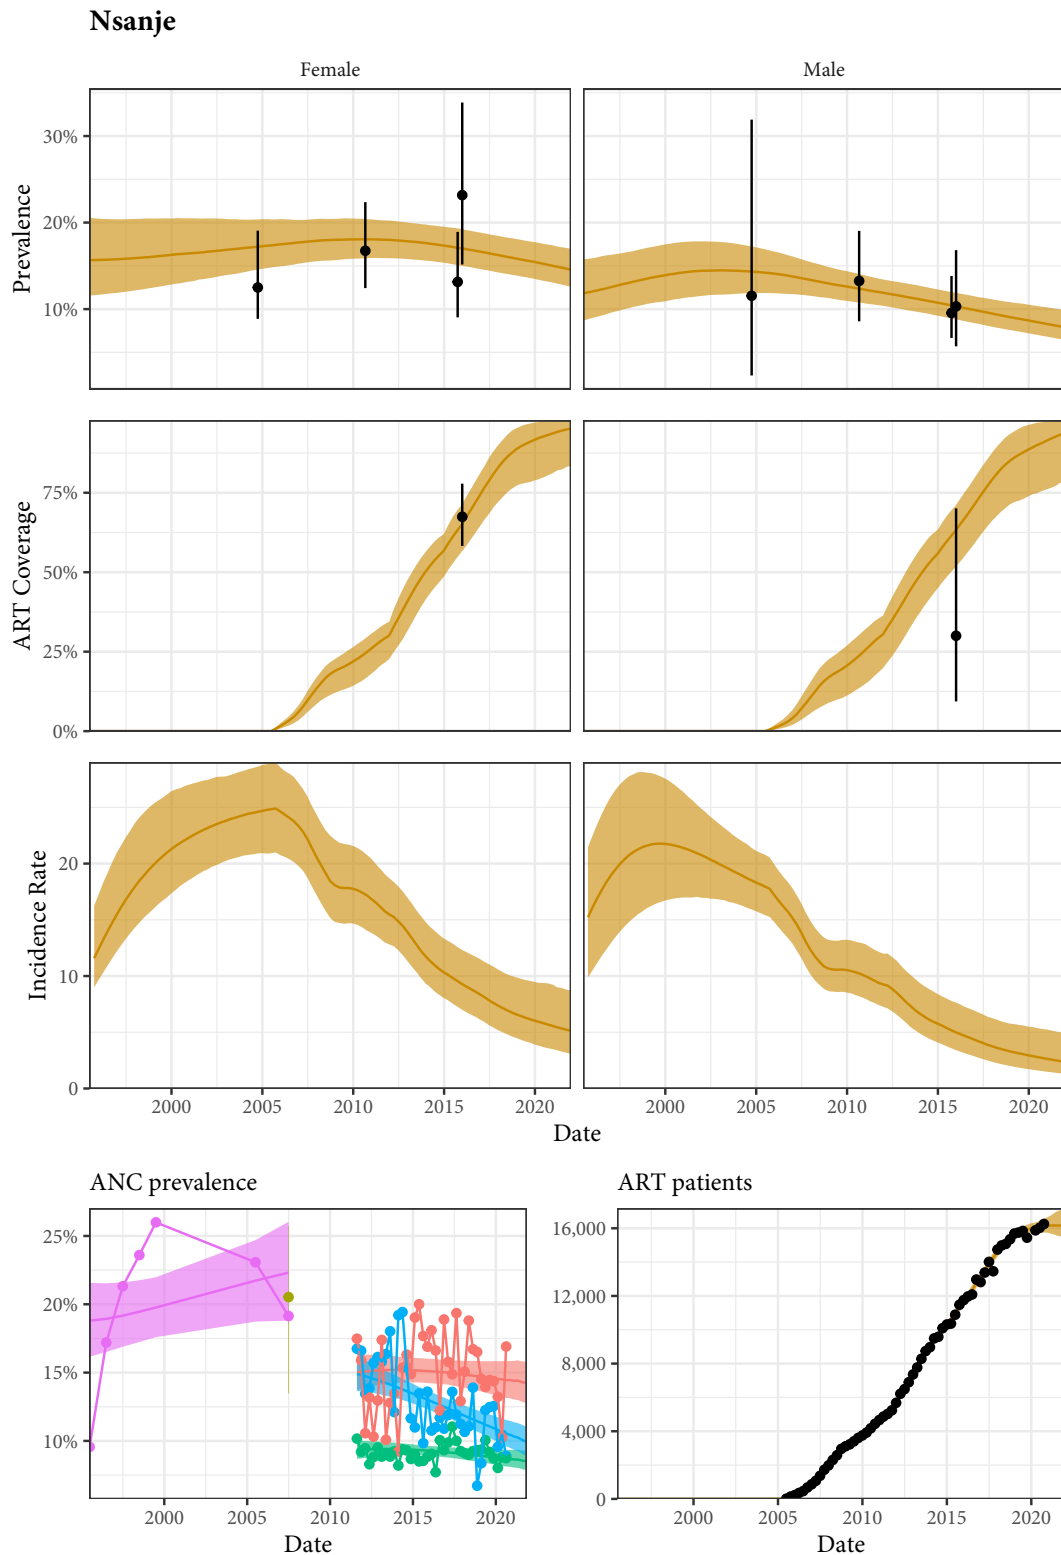 Nsanje
Female Male
Prevalence
30%
20%
10%
ART Coverage
75%
50%
25%
0%
Incidence Rate
20
10
0
2000 2005 2010 2015 2020 2000 2005 2010 2015 2020
Date
ANC prevalence ART patients
25%
20%
15%
10%
16,000
12,000
8,000
4,000
0
2000 2005 2010 2015 2020 2000 2005 2010 2015 2020
Date Date